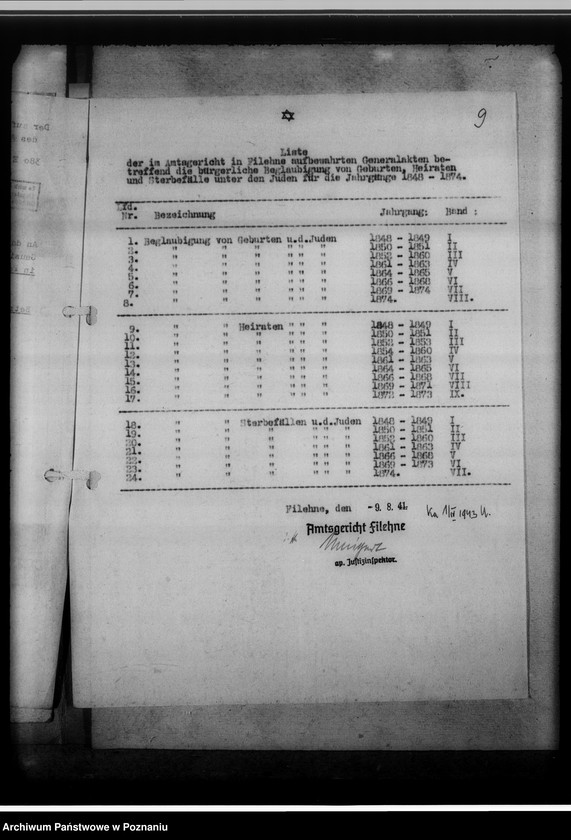 9
Liste
der im Amtsgericht in Filehne aufbewahrten Generalakten be-
treffend die bürgerliche Beglaubigung von Geburten, Heiraten
und Sterbefälle unter den Juden für die Jahrgänge 1848 - 1874.
Lfd.
Nr. Bezeichnung Jahrgang: Band :
1. Beglaubigung von Geburten u.d.Juden 1848 - 1849 I
2. " " " " " " 1850 - 1851 II
3. " " " " " " 1852 - 1860 III
4. " " " " " " 1861 - 1863 IV
5. " " " " " " 1864 - 1865 V
6. " " " " " " 1866 - 1868 VI
7. " " " " " " 1869 - 1874 VII
8. " " " " " " 1874. VIII.
9. " " Heiraten " " " 1848 - 1849 I
10. " " " " " " 1850 - 1851 II
11. " " " " " " 1852 - 1853 III
12. " " " " " " 1854 - 1860 IV
13. " " " " " " 1861 - 1863 V
14. " " " " " " 1864 - 1865 VI
15. " " " " " " 1866 - 1868 VII
16. " " " " " " 1869 - 1871 VIII
17. " " " " " " 1872 - 1873 IX.
18. " " Sterbefällen u.d.Juden 1848 - 1849 I
19. " " " " " " 1850 - 1851 II
20. " " " " " " 1852 - 1860 III
21. " " " " " " 1861 - 1863 IV
22. " " " " " " 1866 - 1868 V
23. " " " " " " 1869 - 1873 VI
24. " " " " " " 1874. VII.
Filehne, den - 9. 8. 41.
Amtsgericht Filehne
ap. Justizinspektor.
Archiwum Państwowe w Poznaniu